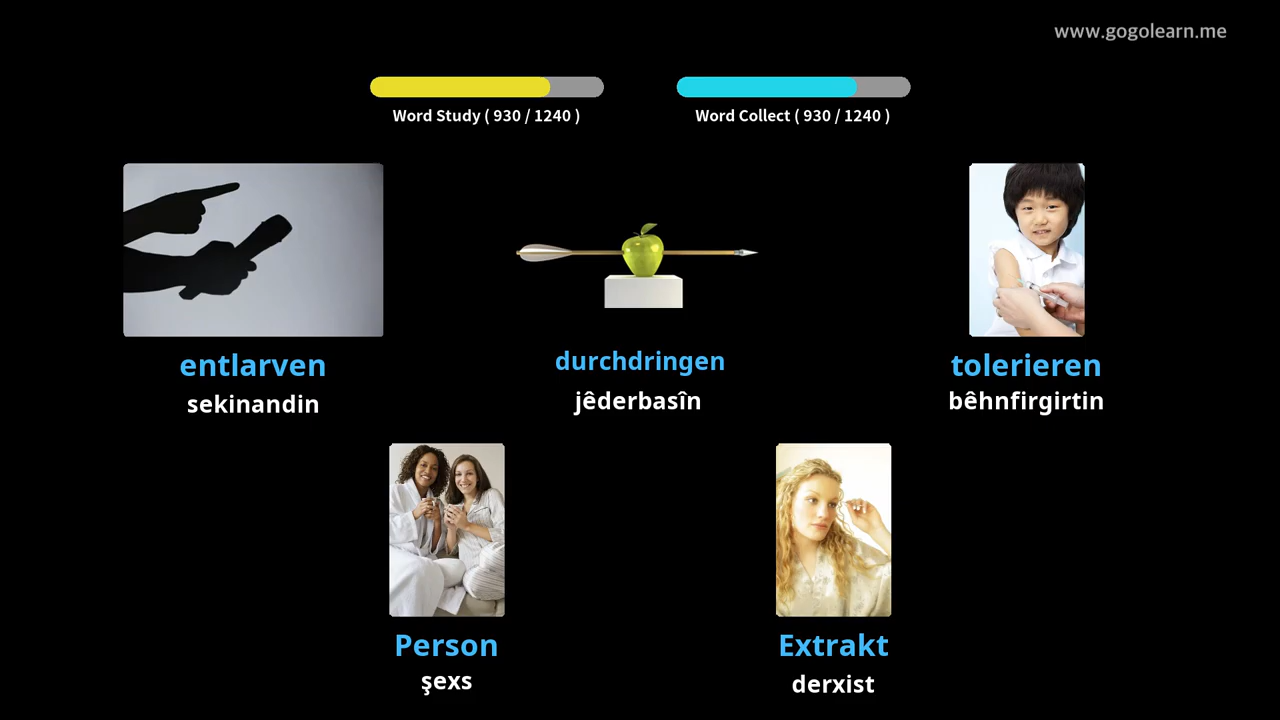 www.gogolearn.me
Word Study ( 930 / 1240 )
Word Collect ( 930 / 1240 )
entlarven
sekinandin
durchdringen
jêderbasîn
tolerieren
bêhnfirgirtin
Person
şexs
Extrakt
derxist